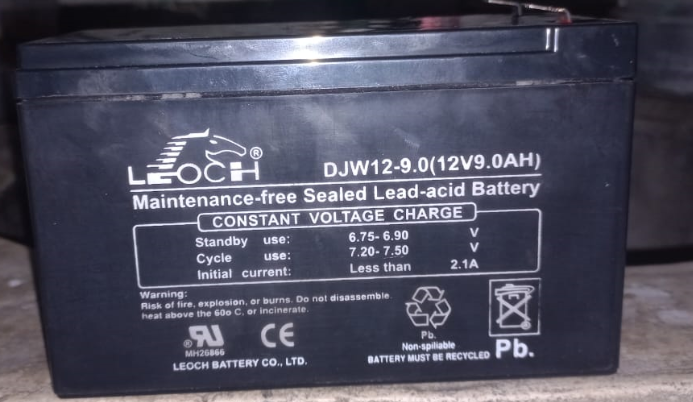 LEOCH®
DJW12-9.0(12V9.0AH)
Maintenance-free Sealed Lead-acid Battery
CONSTANT VOLTAGE CHARGE
Standby use: 6.75- 6.90 V
Cycle use: 7.20- 7.50 V
Initial current: Less than 2.1A
Warning:
Risk of fire, explosion, or burns. Do not disassemble
heat above the 60o C, or incinerate.
MH26866
LEOCH BATTERY CO., LTD.
CE
Pb.
Non-spiliable
BATTERY MUST BE RECYCLED
Pb.